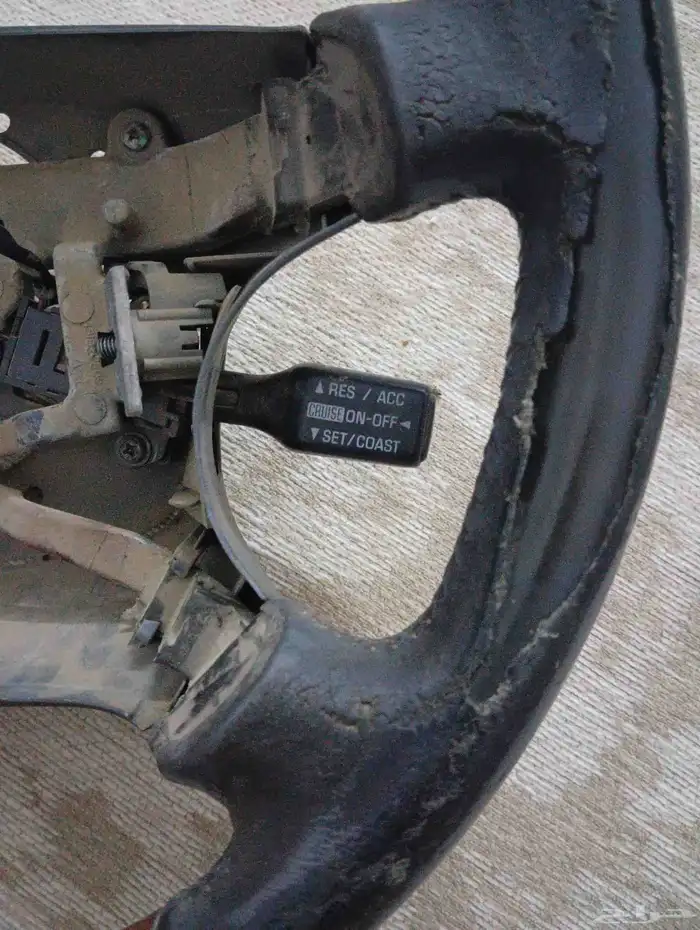 ▲ RES / ACC
CRUISE ON-OFF ◄
▼ SET/COAST